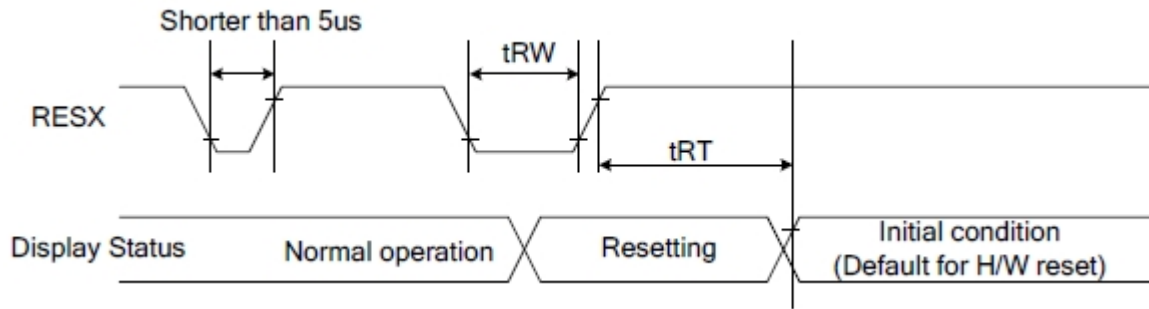 Shorter than 5us
tRW
RESX
tRT
Display Status
Normal operation
Resetting
Initial condition
(Default for H/W reset)